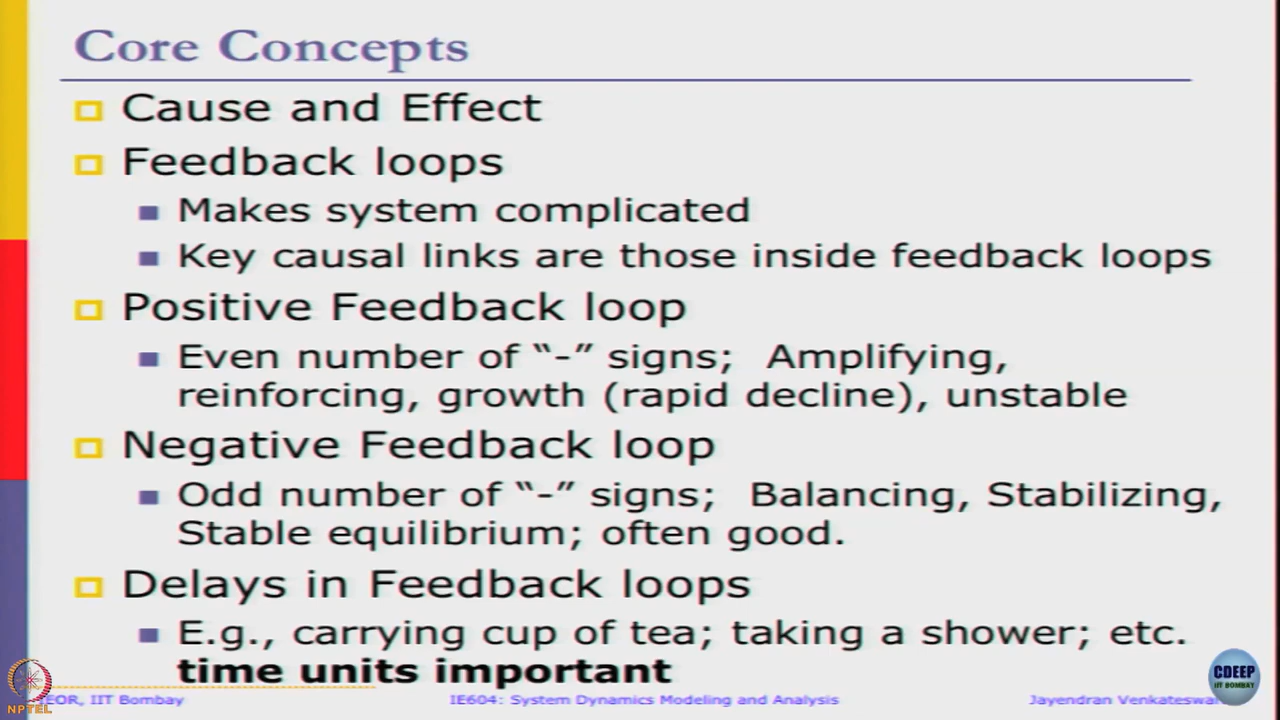 Core Concepts
Cause and Effect
Feedback loops
Makes system complicated
Key causal links are those inside feedback loops
Positive Feedback loop
Even number of “-” signs; Amplifying,
reinforcing, growth (rapid decline), unstable
Negative Feedback loop
Odd number of “-” signs; Balancing, Stabilizing,
Stable equilibrium; often good.
Delays in Feedback loops
E.g., carrying cup of tea; taking a shower; etc.
time units important
IEOR, IIT Bombay IE604: System Dynamics Modeling and Analysis Jayendran
NPTEL
CDEEP
IIT BOMBAY